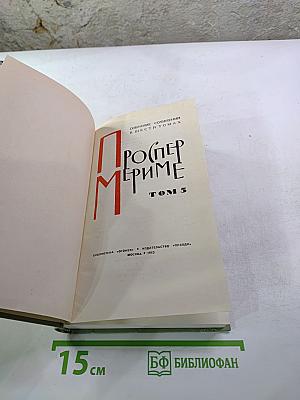 СОБРАНИЕ СОЧИНЕНИЙ
В ШЕСТИ ТОМАХ
ПРОСПЕР
МЕРИМЕ
ТОМ 5
БИБЛИОТЕКА «ОГОНЕК» • ИЗДАТЕЛЬСТВО «ПРАВДА»
МОСКВА • 1963
15 см
БФ БИБЛИОФАН